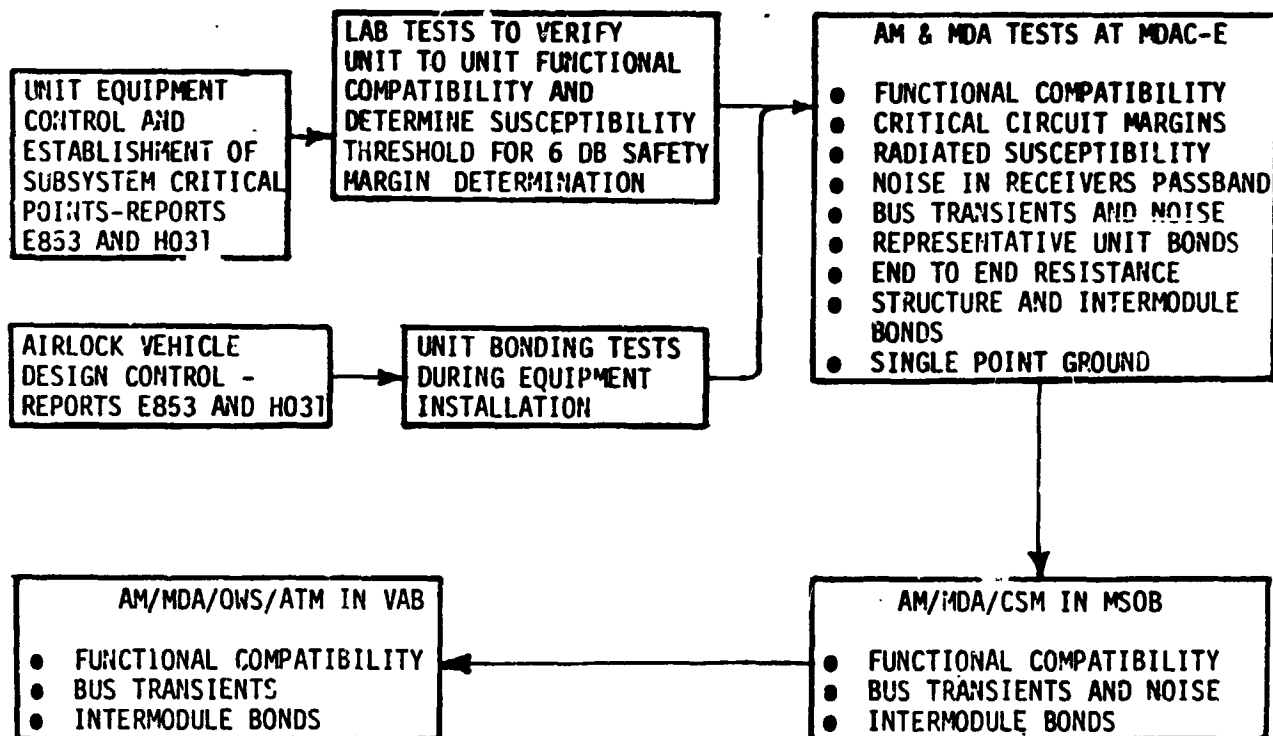 UNIT EQUIPMENT
CONTROL AND
ESTABLISHMENT OF
SUBSYSTEM CRITICAL
POINTS-REPORTS
E853 AND H031
LAB TESTS TO VERIFY
UNIT TO UNIT FUNCTIONAL
COMPATIBILITY AND
DETERMINE SUSCEPTIBILITY
THRESHOLD FOR 6 DB SAFETY
MARGIN DETERMINATION
AIRLOCK VEHICLE
DESIGN CONTROL -
REPORTS E853 AND H031
UNIT BONDING TESTS
DURING EQUIPMENT
INSTALLATION
AM & MDA TESTS AT MDAC-E
● FUNCTIONAL COMPATIBILITY
● CRITICAL CIRCUIT MARGINS
● RADIATED SUSCEPTIBILITY
● NOISE IN RECEIVERS PASSBAND
● BUS TRANSIENTS AND NOISE
● REPRESENTATIVE UNIT BONDS
● END TO END RESISTANCE
● STRUCTURE AND INTERMODULE
BONDS
● SINGLE POINT GROUND
AM/MDA/CSM IN MSOB
● FUNCTIONAL COMPATIBILITY
● BUS TRANSIENTS AND NOISE
● INTERMODULE BONDS
AM/MDA/OWS/ATM IN VAB
● FUNCTIONAL COMPATIBILITY
● BUS TRANSIENTS
● INTERMODULE BONDS